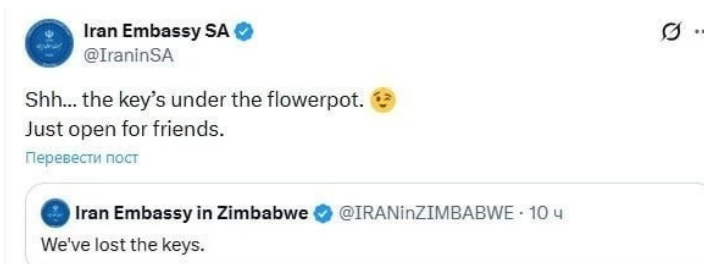 Iran Embassy SA
@IraninSA
Shh... the key’s under the flowerpot. 😉
Just open for friends.
Перевести пост
Iran Embassy in Zimbabwe @IRANinZIMBABWE · 10 ч
We've lost the keys.